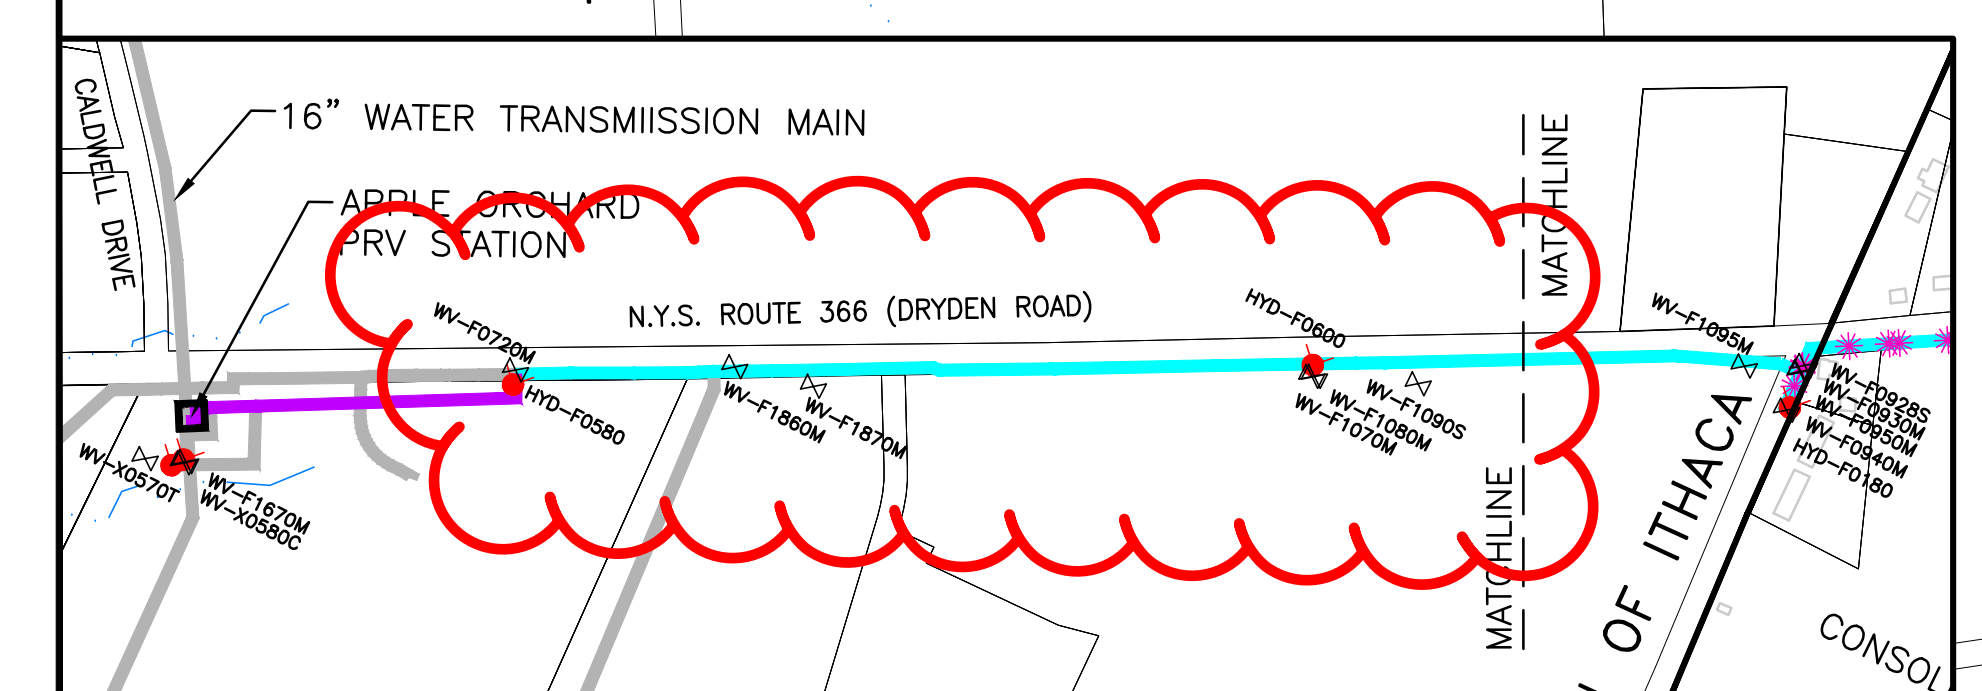 CALDWELL DRIVE
16” WATER TRANSMIISSION MAIN
APPLE ORCHARD
PRV STATION
N.Y.S. ROUTE 366 (DRYDEN ROAD)
MATCHLINE
WV-F0720M
HYD-F0580
WV-F1860M
WV-F1870M
HYD-F0600
WV-F1090S
WV-F1080M
WV-F1070M
WV-F1095M
WV-F0928S
WV-F0930M
WV-F0950M
WV-F0940M
HYD-F0180
WV-X0570T
WV-F1670M
WV-X0580C
MATCHLINE
OF ITHACA
CONSOL